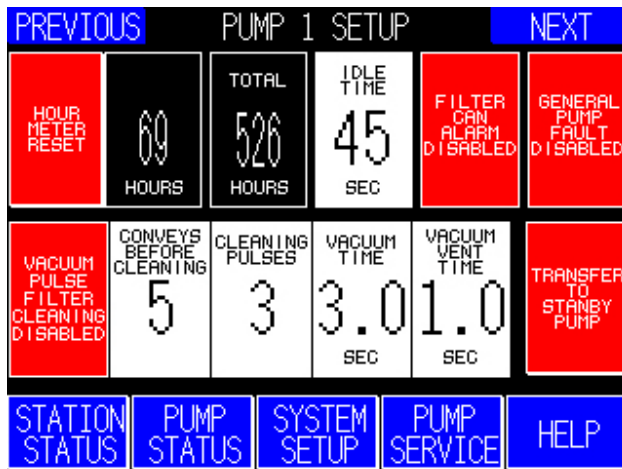 PREVIOUS PUMP 1 SETUP NEXT
HOUR
METER
RESET
69
HOURS
TOTAL
526
HOURS
IDLE
TIME
45
SEC
FILTER
CAN
ALARM
DISABLED
GENERAL
PUMP
FAULT
DISABLED
VACUUM
PULSE
FILTER
CLEANING
DISABLED
CONVEYS
BEFORE
CLEANING
5
CLEANING
PULSES
3
VACUUM
TIME
3.0
SEC
VACUUM
VENT
TIME
1.0
SEC
TRANSFER
TO
STANBY
PUMP
STATION
STATUS
PUMP
STATUS
SYSTEM
SETUP
PUMP
SERVICE
HELP